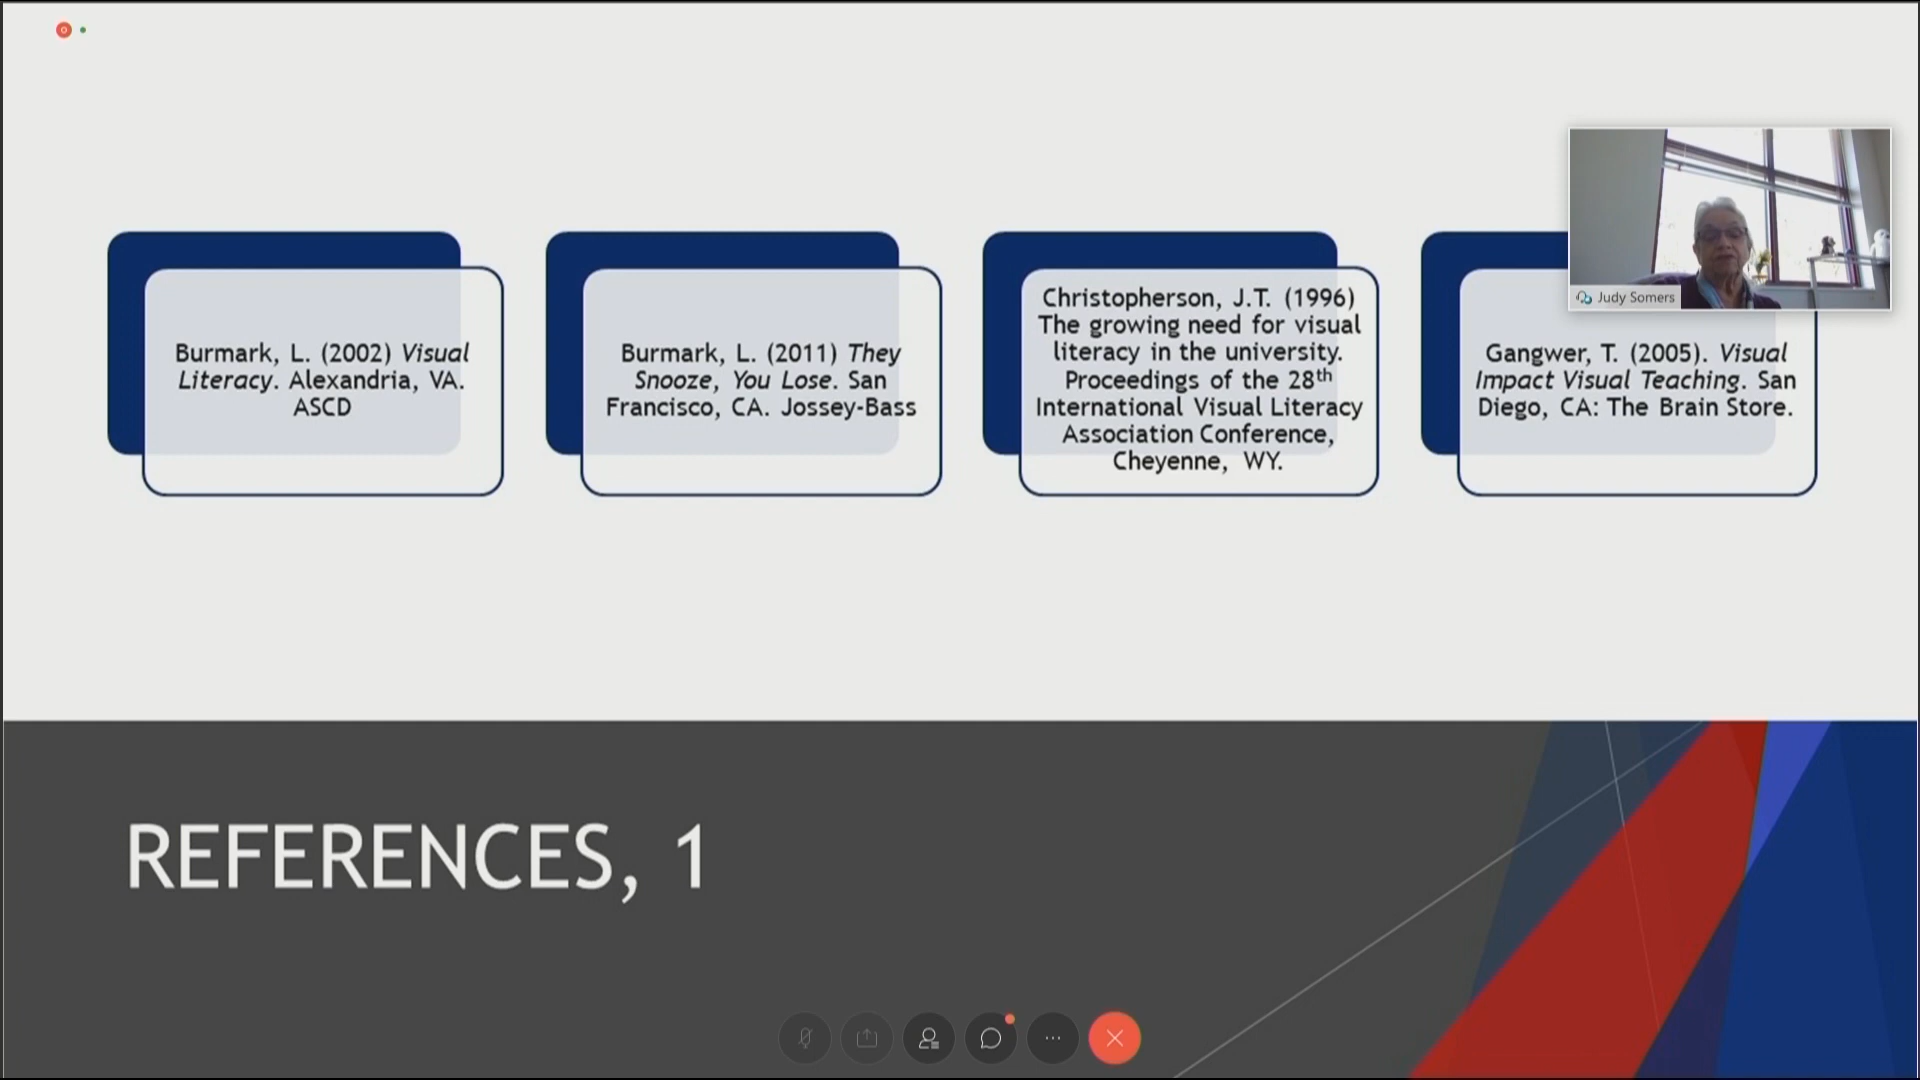 Burmark, L. (2002) Visual
Literacy. Alexandria, VA.
ASCD
Burmark, L. (2011) They
Snooze, You Lose. San
Francisco, CA. Jossey-Bass
Christopherson, J.T. (1996)
The growing need for visual
literacy in the university.
Proceedings of the 28th
International Visual Literacy
Association Conference,
Cheyenne, WY.
Gangwer, T. (2005). Visual
Impact Visual Teaching. San
Diego, CA: The Brain Store.
Judy Somers
REFERENCES, 1